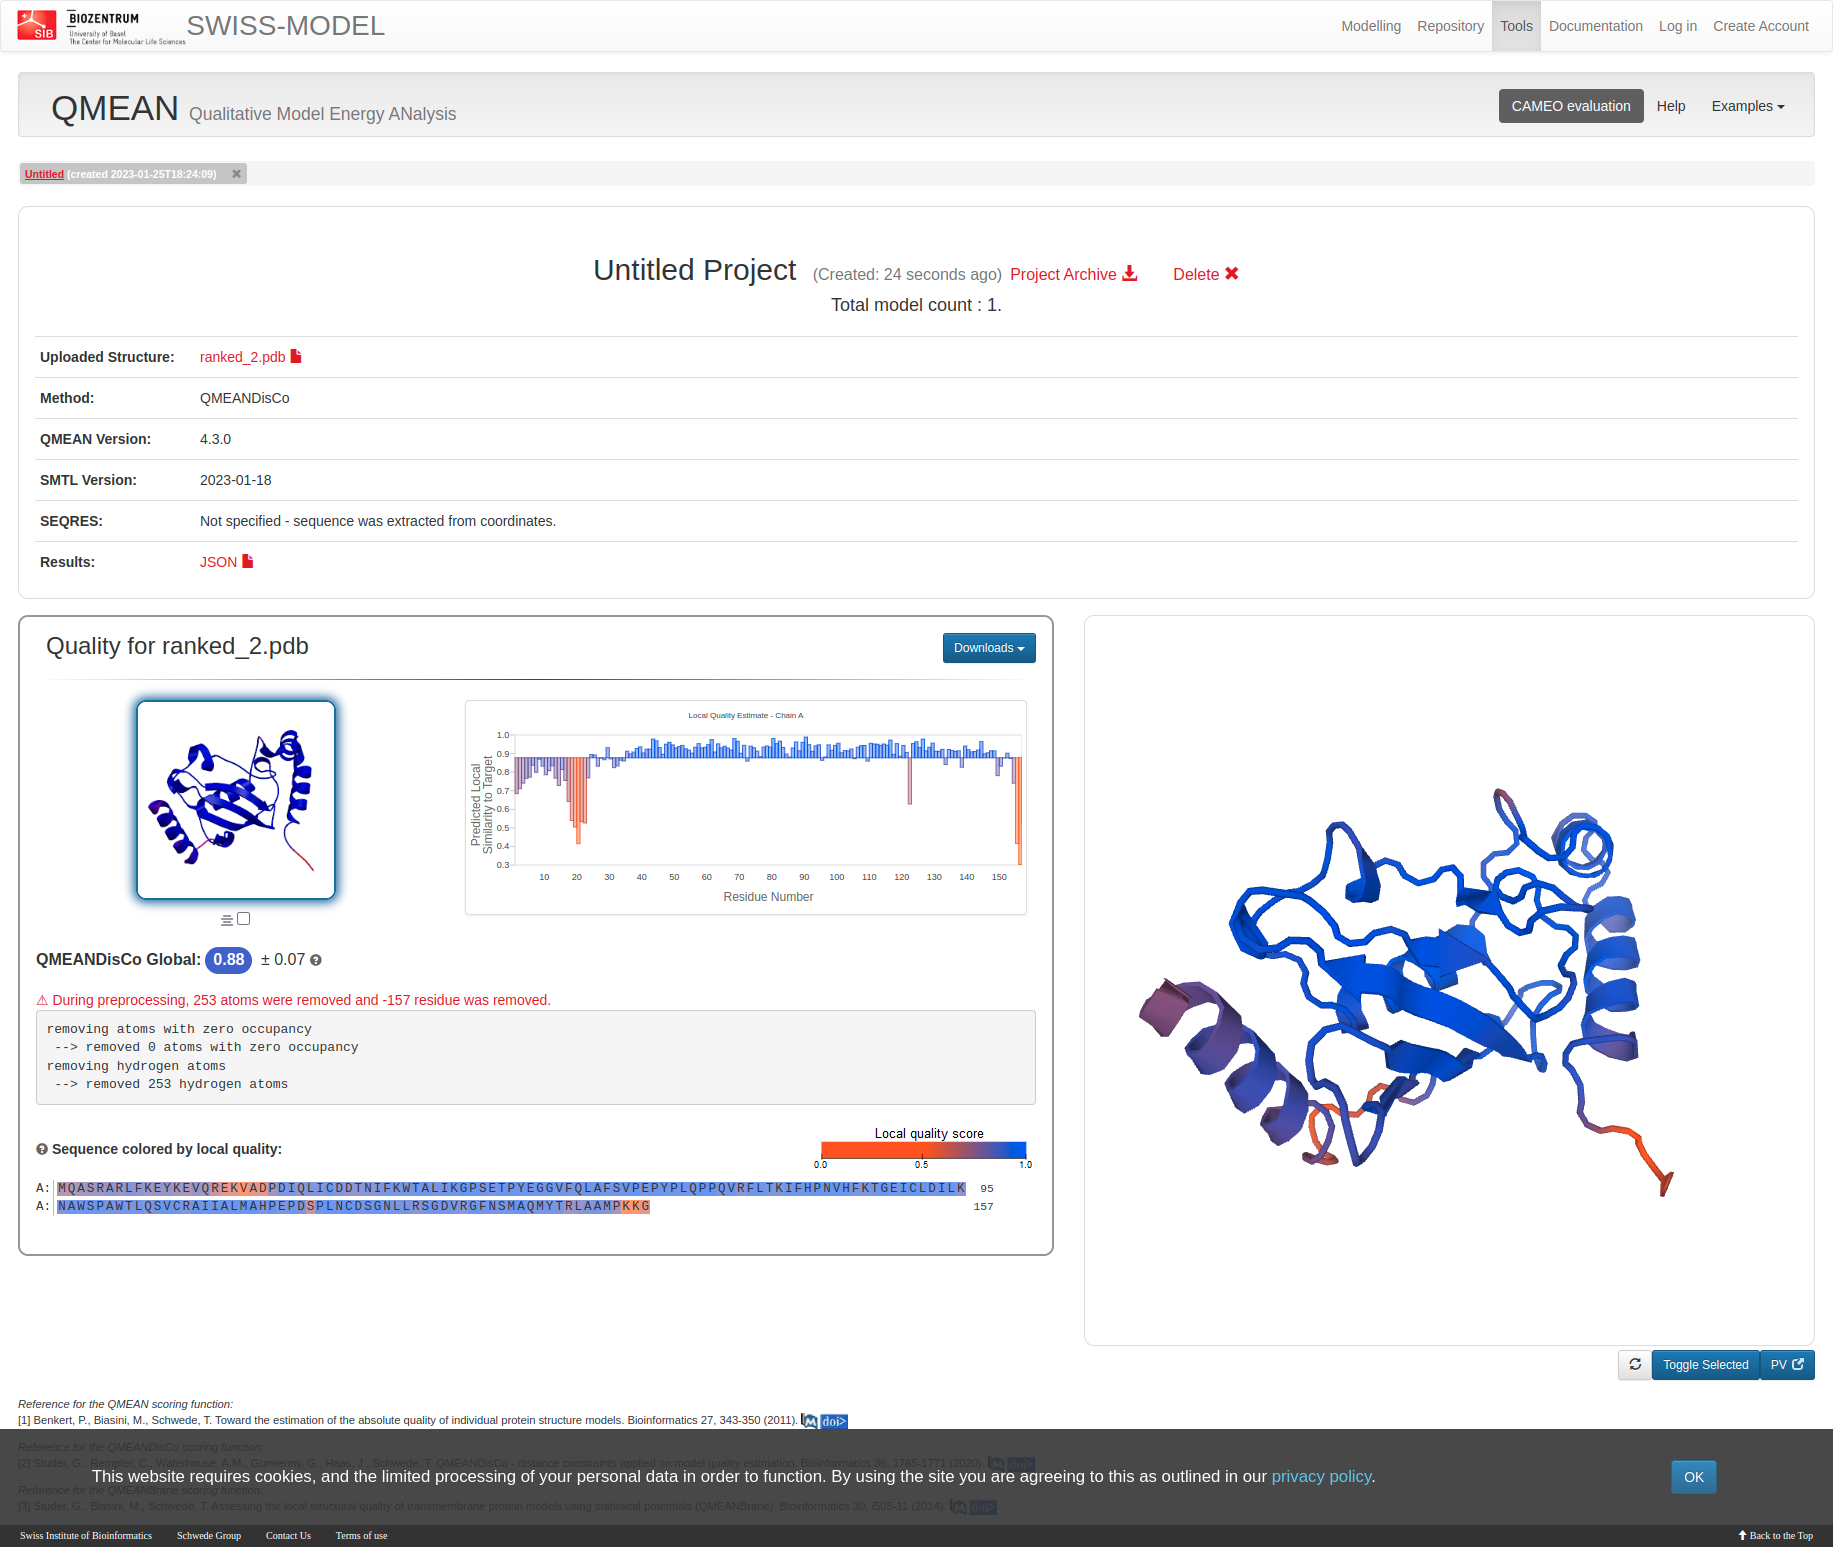 SIB
BIOZENTRUM
University of Basel
The Center for Molecular Life Sciences
SWISS-MODEL
Modelling Repository Tools Documentation Log in Create Account
QMEAN Qualitative Model Energy ANalysis
CAMEO evaluation Help Examples
Untitled (created 2023-01-25T18:24:09) ✖
Untitled Project (Created: 24 seconds ago) Project Archive Delete ✖
Total model count : 1.
Uploaded Structure: ranked_2.pdb
Method: QMEANDisCo
QMEAN Version: 4.3.0
SMTL Version: 2023-01-18
SEQRES: Not specified - sequence was extracted from coordinates.
Results: JSON
Quality for ranked_2.pdb
Downloads
Local Quality Estimate - Chain A
Predicted Local
Similarity to Target
1.0
0.9
0.8
0.7
0.6
0.5
0.4
0.3
10 20 30 40 50 60 70 80 90 100 110 120 130 140 150
Residue Number
QMEANDisCo Global: 0.88 ± 0.07
⚠ During preprocessing, 253 atoms were removed and -157 residue was removed.
removing atoms with zero occupancy
--> removed 0 atoms with zero occupancy
removing hydrogen atoms
--> removed 253 hydrogen atoms
Sequence colored by local quality:
Local quality score
0.0 0.5 1.0
A: MQASRARLFKEYKEVQREKVADPDIQLICDDTNIFKWTALIKGPSETPYEGGVFQLAFSVPEPYPLQPPQVRFLTKIFHPNVHFKTGEICLDILK 95
A: NAWSPAWTLQSVCRAIIALMAHPEPDSPLNCDSGNLLRSGDVRGFNSMAQMYTRLAAMPKKG 157
Toggle Selected PV
Reference for the QMEAN scoring function:
[1] Benkert, P., Biasini, M., Schwede, T. Toward the estimation of the absolute quality of individual protein structure models. Bioinformatics 27, 343-350 (2011). M doi>
Reference for the QMEANDisCo scoring function:
[2] Studer, G., Rempfer, C., Waterhouse, A.M., Gumienny, G., Haas, J., Schwede, T. QMEANDisCo - distance constraints applied on model quality estimation. Bioinformatics 36, 1765-1771 (2020). M doi>
This website requires cookies, and the limited processing of your personal data in order to function. By using the site you are agreeing to this as outlined in our privacy policy. OK
Reference for the QMEANBrane scoring function:
[3] Studer, G., Biasini, M., Schwede, T. Assessing the local structural quality of transmembrane protein models using statistical potentials (QMEANBrane). Bioinformatics 30, i505-11 (2014). M doi>
Swiss Institute of Bioinformatics Schwede Group Contact Us Terms of use Back to the Top